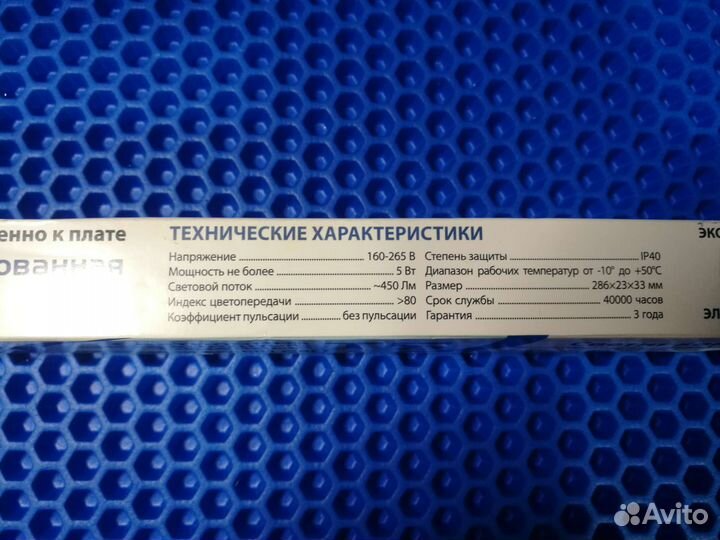 енно к плате
ованная
ТЕХНИЧЕСКИЕ ХАРАКТЕРИСТИКИ
Напряжение 160-265 В
Мощность не более 5 Вт
Световой поток ~450 Лм
Индекс цветопередачи >80
Коэффициент пульсации без пульсации
Степень защиты IP40
Диапазон рабочих температур от -10° до +50°C
Размер 286×23×33 мм
Срок службы 40000 часов
Гарантия 3 года
ЭКО
ЭЛ
Avito